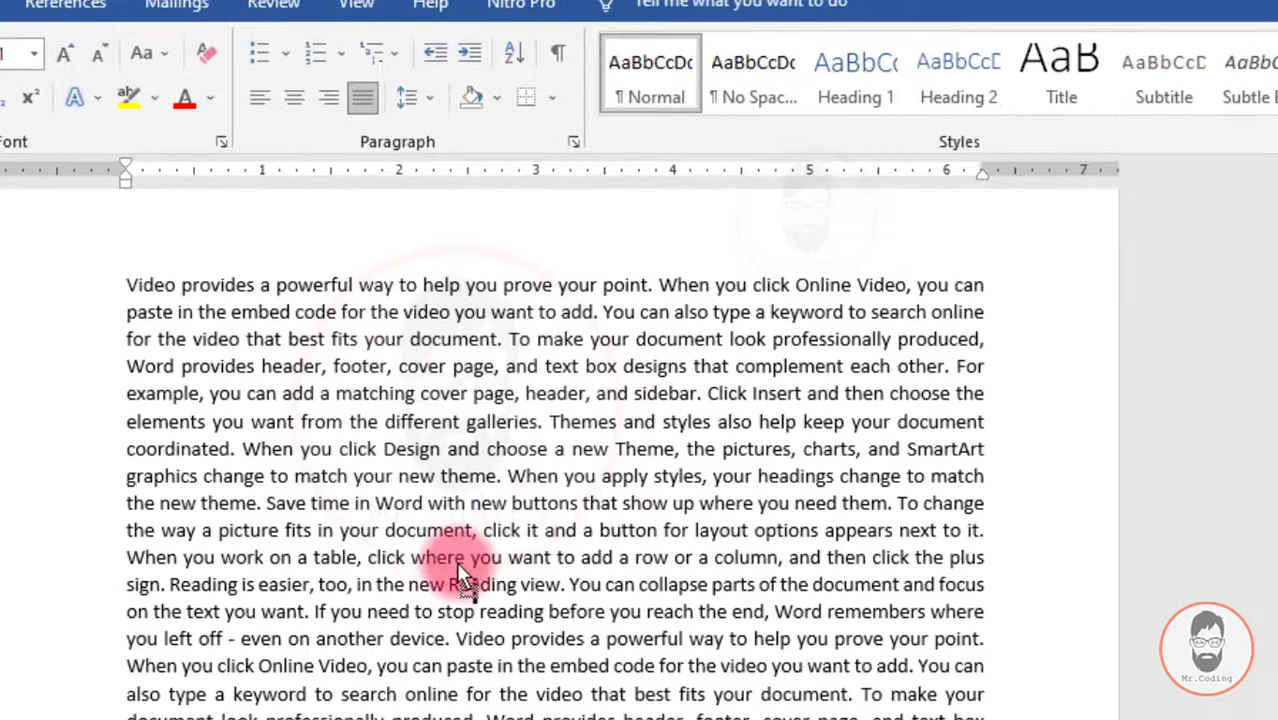 References Mailings Review View Help Nitro Pro Tell me what you want to do
Aa
AaBbCcDc AaBbCcDc AaBbC AaBbCcD AaB AaBbCcD
¶ Normal ¶ No Spac... Heading 1 Heading 2 Title Subtitle Subtle
Paragraph Styles
1 2 3 4 5 6 7
Video provides a powerful way to help you prove your point. When you click Online Video, you can
paste in the embed code for the video you want to add. You can also type a keyword to search online
for the video that best fits your document. To make your document look professionally produced,
Word provides header, footer, cover page, and text box designs that complement each other. For
example, you can add a matching cover page, header, and sidebar. Click Insert and then choose the
elements you want from the different galleries. Themes and styles also help keep your document
coordinated. When you click Design and choose a new Theme, the pictures, charts, and SmartArt
graphics change to match your new theme. When you apply styles, your headings change to match
the new theme. Save time in Word with new buttons that show up where you need them. To change
the way a picture fits in your document, click it and a button for layout options appears next to it.
When you work on a table, click where you want to add a row or a column, and then click the plus
sign. Reading is easier, too, in the new Reading view. You can collapse parts of the document and focus
on the text you want. If you need to stop reading before you reach the end, Word remembers where
you left off - even on another device. Video provides a powerful way to help you prove your point.
When you click Online Video, you can paste in the embed code for the video you want to add. You can
also type a keyword to search online for the video that best fits your document. To make your
document look professionally produced, Word provides header, footer, cover page, and text box
Mr.Coding